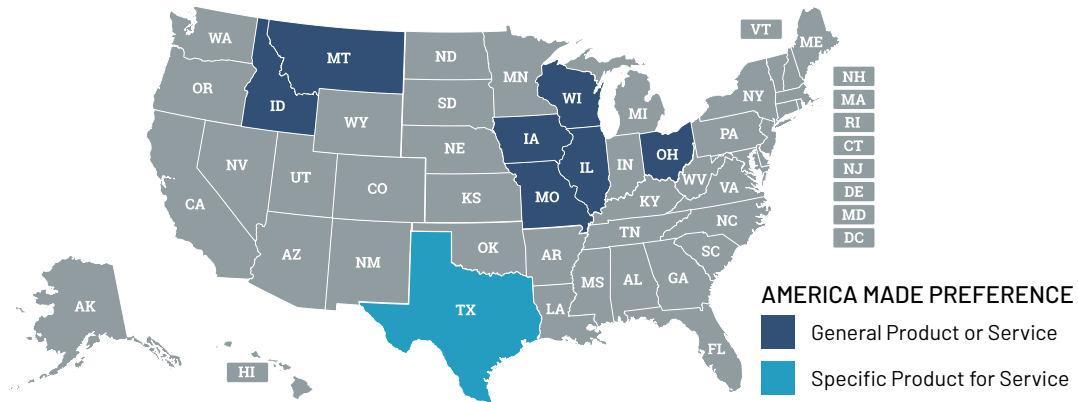 WA
MT
ND
MN
VT
ME
OR
ID
SD
WI
MI
NY
NH
MA
RI
CT
NJ
DE
MD
DC
WY
NE
IA
IL
IN
OH
PA
NV
UT
CO
KS
MO
KY
WV
VA
CA
AZ
NM
OK
AR
TN
NC
SC
MS
AL
GA
TX
LA
FL
AK
HI
AMERICA MADE PREFERENCE
General Product or Service
Specific Product for Service